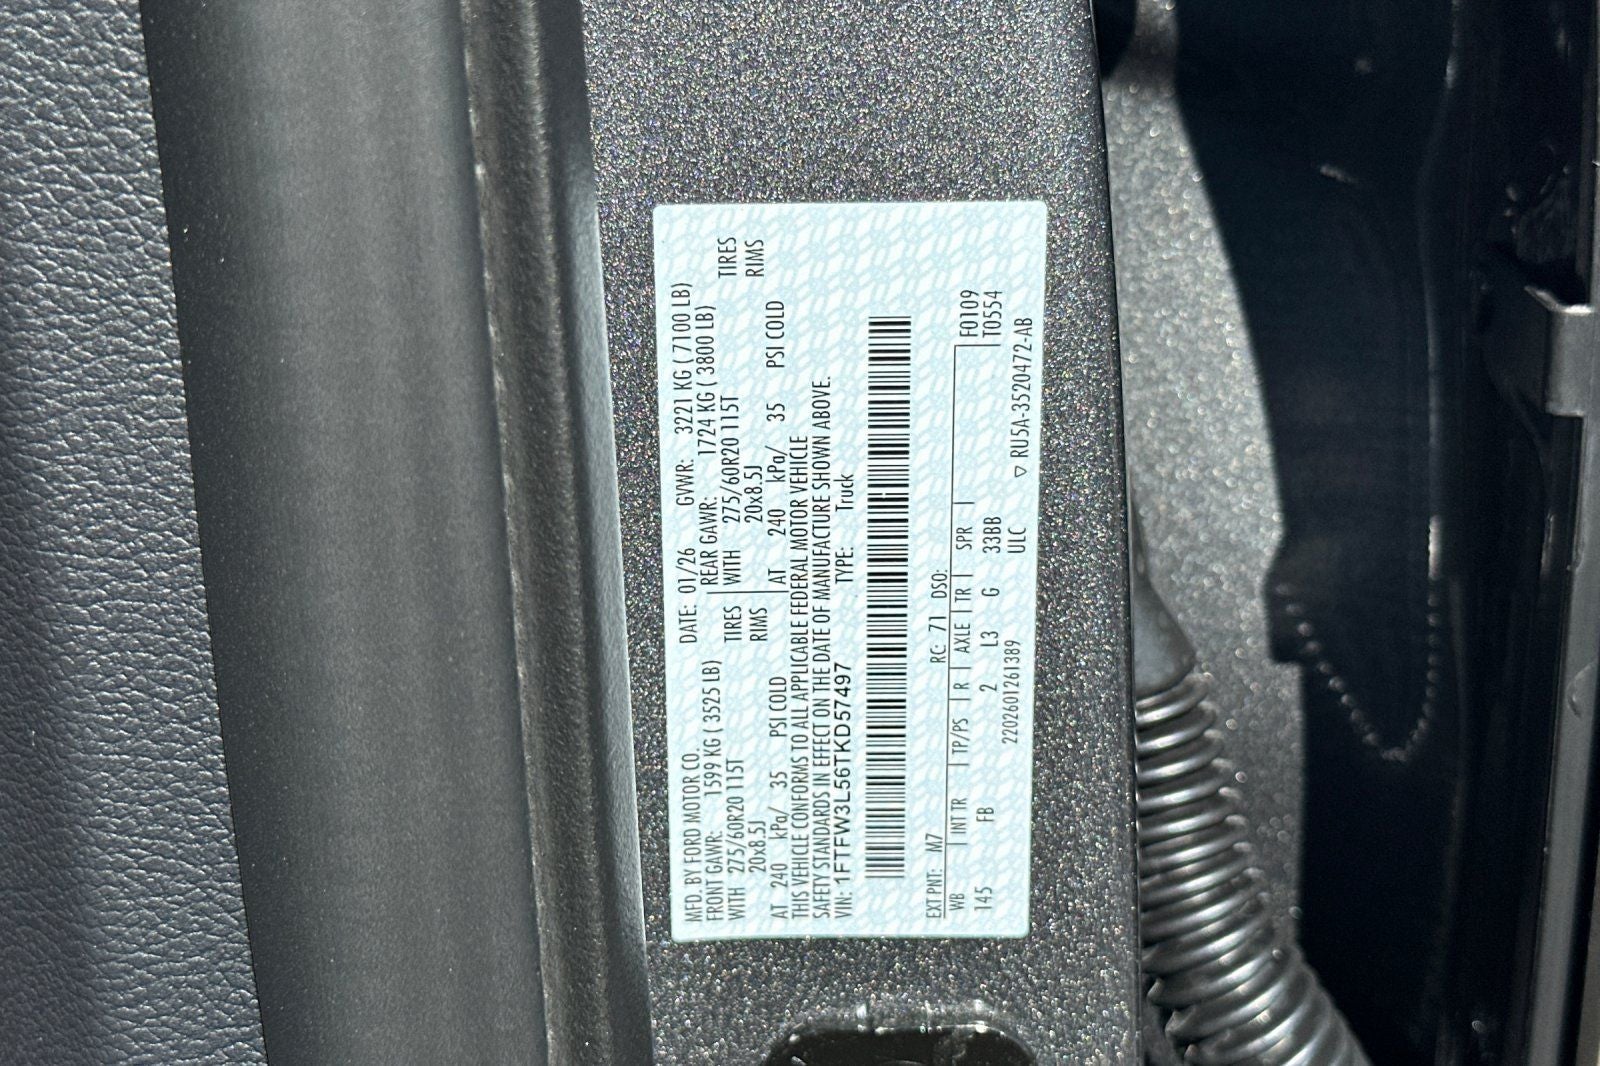 MFD. BY FORD MOTOR CO. DATE: 01/26 GVWR: 3221 KG ( 7100 LB)
FRONT GAWR: 1599 KG ( 3525 LB) REAR GAWR: 1724 KG ( 3800 LB)
WITH 275/60R20 115T TIRES WITH 275/60R20 115T TIRES
20x8.5J RIMS 20x8.5J RIMS
AT 240 kPa/ 35 PSI COLD AT 240 kPa/ 35 PSI COLD
THIS VEHICLE CONFORMS TO ALL APPLICABLE FEDERAL MOTOR VEHICLE
SAFETY STANDARDS IN EFFECT ON THE DATE OF MANUFACTURE SHOWN ABOVE.
VIN: 1FTFW3L56TKD57497 TYPE: Truck
EXT PNT: M7 RC: 71 DSO: F0109
WB INT TR TP/PS R AXLE TR SPR T0554
145 FB 2 L3 G 33BB
2202601261389 ULC ▽ RU5A-3520472-AB